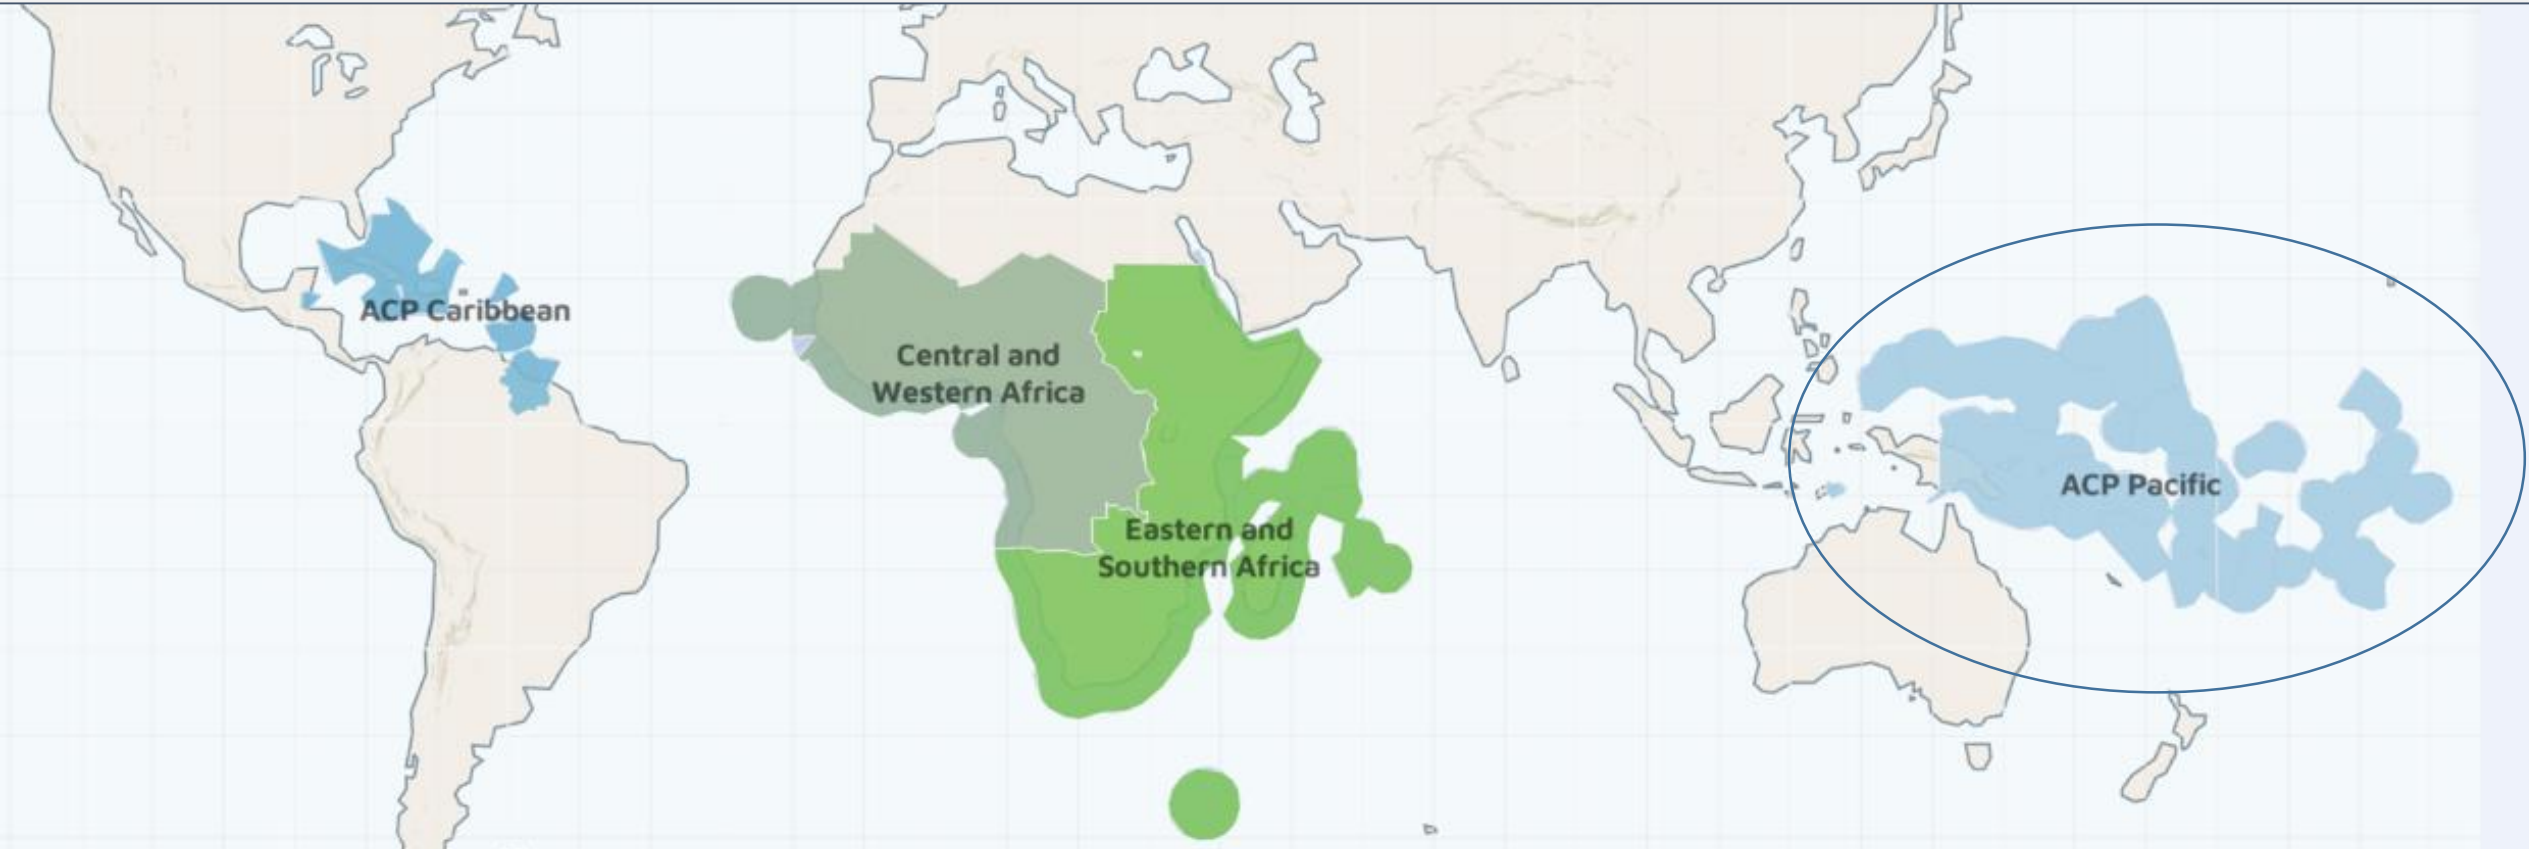 ACP Caribbean
Central and
Western Africa
Eastern and
Southern Africa
ACP Pacific